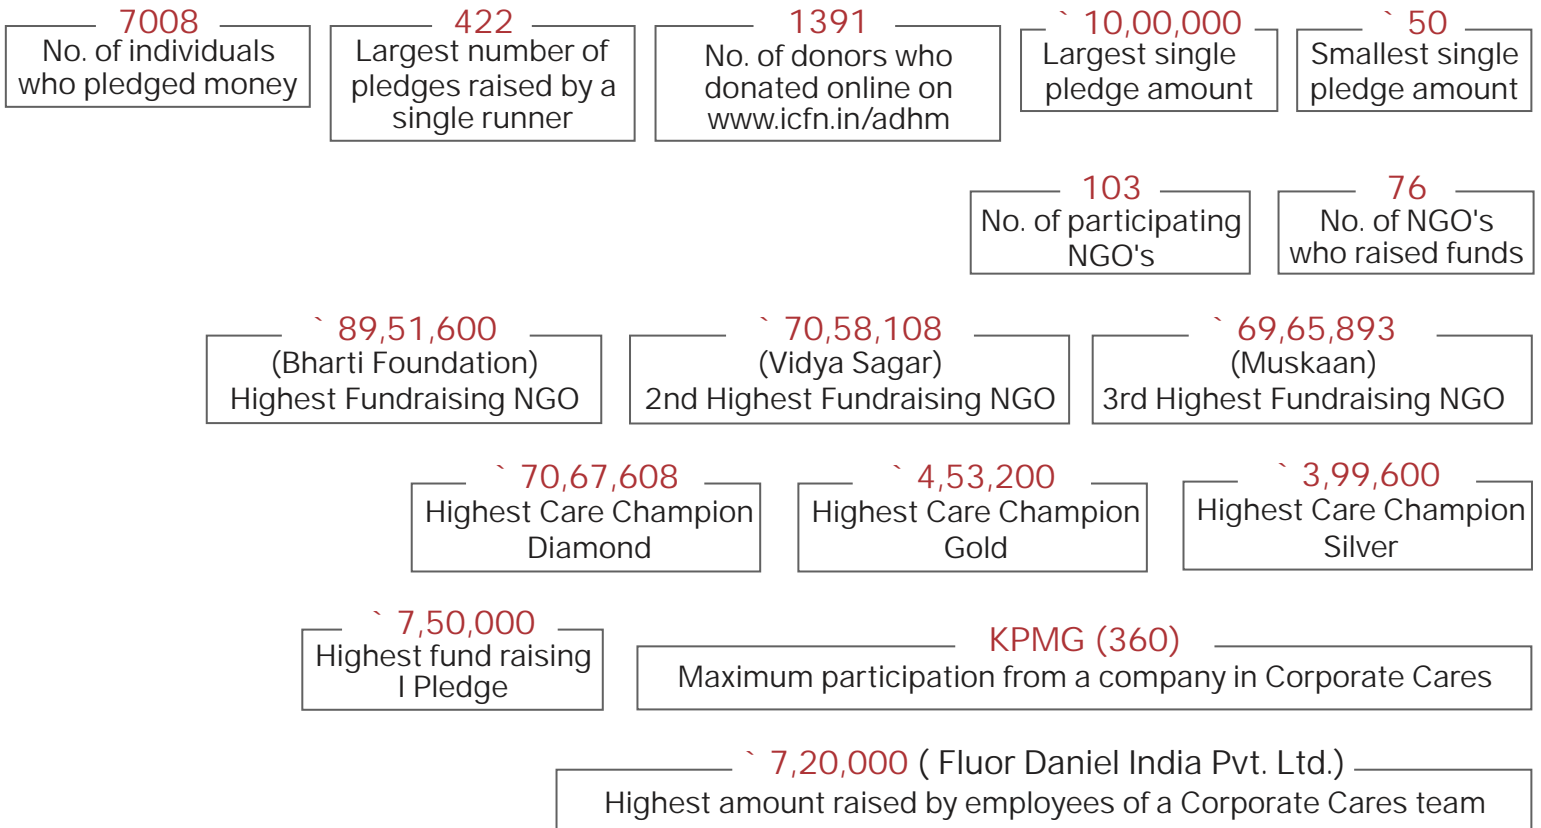 7008
No. of individuals
who pledged money
422
Largest number of
pledges raised by a
single runner
1391
No. of donors who
donated online on
www.icfn.in/adhm
` 10,00,000
Largest single
pledge amount
` 50
Smallest single
pledge amount
103
No. of participating
NGO's
76
No. of NGO's
who raised funds
` 89,51,600
(Bharti Foundation)
Highest Fundraising NGO
` 70,58,108
(Vidya Sagar)
2nd Highest Fundraising NGO
` 69,65,893
(Muskaan)
3rd Highest Fundraising NGO
` 70,67,608
Highest Care Champion
Diamond
` 4,53,200
Highest Care Champion
Gold
` 3,99,600
Highest Care Champion
Silver
` 7,50,000
Highest fund raising
I Pledge
KPMG (360)
Maximum participation from a company in Corporate Cares
` 7,20,000 ( Fluor Daniel India Pvt. Ltd.)
Highest amount raised by employees of a Corporate Cares team